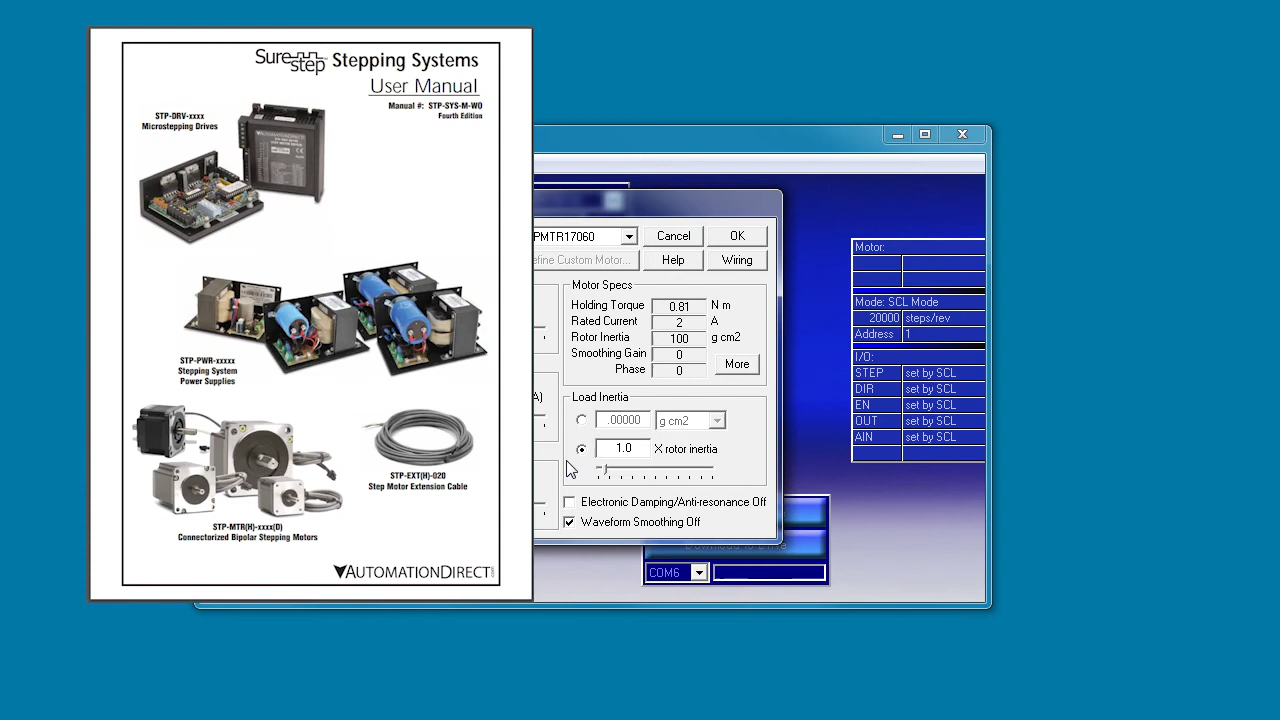 Sure step Stepping Systems
User Manual
Manual #: STP-SYS-M-WO
Fourth Edition
STP-DRV-xxxx
Microstepping Drives
STP-PWR-xxxxx
Stepping System
Power Supplies
STP-EXT(H)-020
Step Motor Extension Cable
STP-MTR(H)-xxxx(D)
Connectorized Bipolar Stepping Motors
AUTOMATIONDIRECT
PMTR17060
Cancel
OK
efine Custom Motor...
Help
Wiring
Motor Specs
Holding Torque 0.81 N m
Rated Current 2 A
Rotor Inertia 100 g cm2
Smoothing Gain 0
Phase 0
More
A)
Load Inertia
.00000 g cm2
1.0 X rotor inertia
Electronic Damping/Anti-resonance Off
Waveform Smoothing Off
COM6
Motor:
Mode: SCL Mode
20000 steps/rev
Address 1
I/O:
STEP set by SCL
DIR set by SCL
EN set by SCL
OUT set by SCL
AIN set by SCL